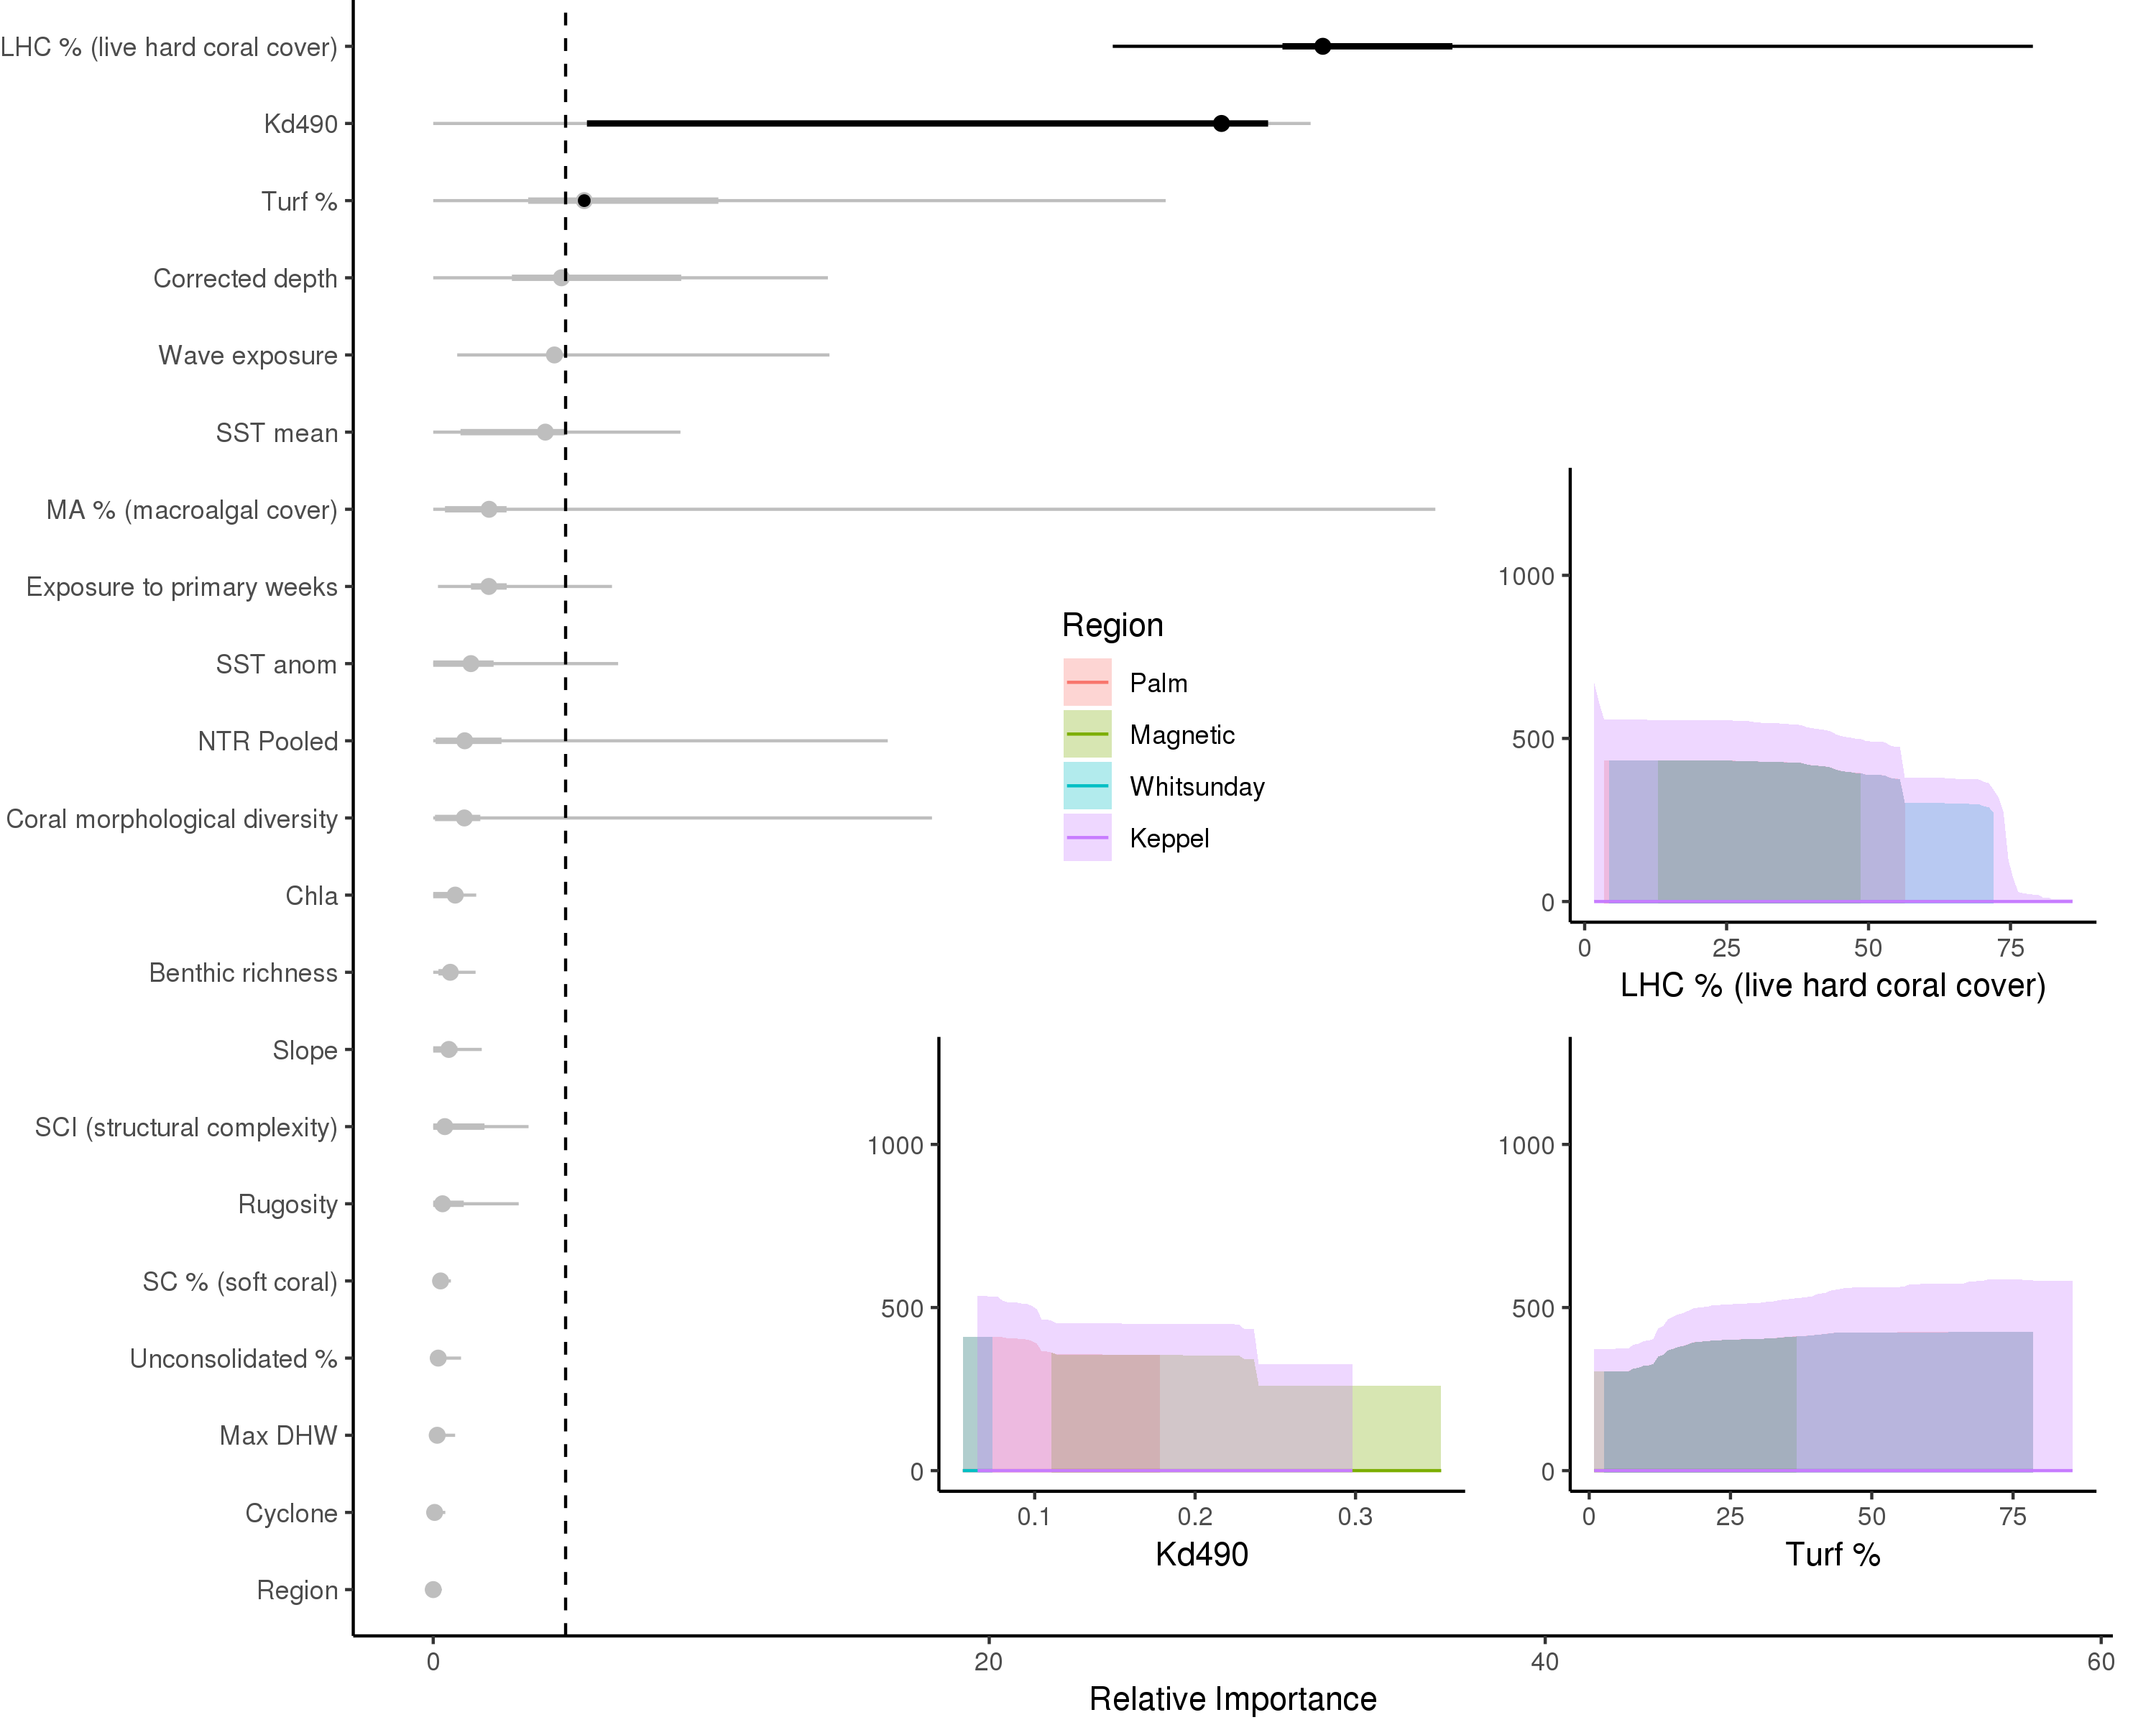 LHC % (live hard coral cover)
Kd490
Turf %
Corrected depth
Wave exposure
SST mean
MA % (macroalgal cover)
Exposure to primary weeks
SST anom
NTR Pooled
Coral morphological diversity
Chla
Benthic richness
Slope
SCI (structural complexity)
Rugosity
SC % (soft coral)
Unconsolidated %
Max DHW
Cyclone
Region
0 20 40 60
Relative Importance
Region
Palm
Magnetic
Whitsunday
Keppel
1000
500
0
0 25 50 75
LHC % (live hard coral cover)
1000
500
0
0.1 0.2 0.3
Kd490
1000
500
0
0 25 50 75
Turf %